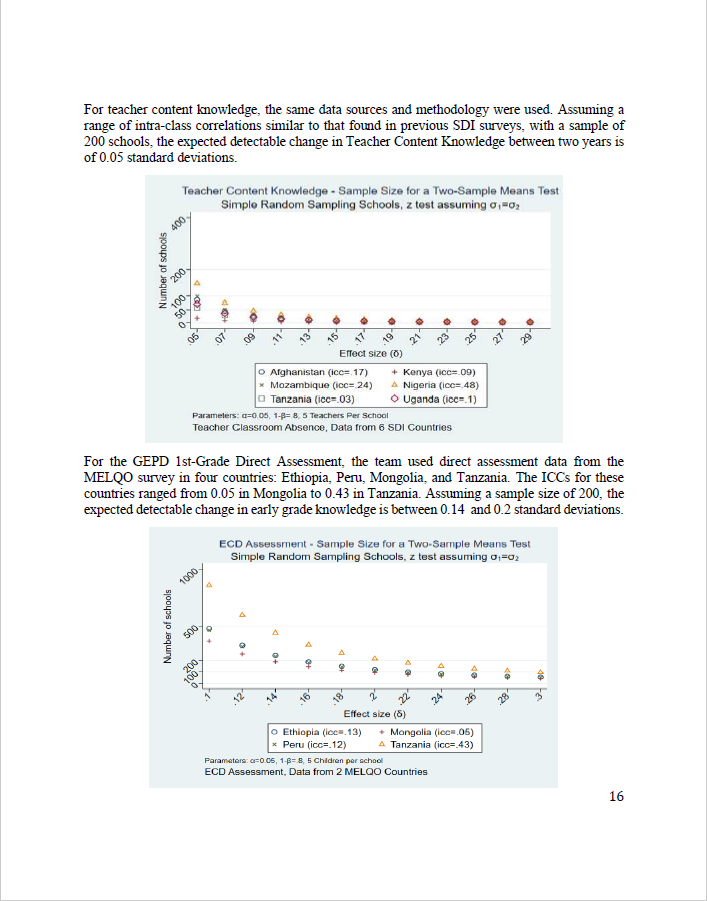 For teacher content knowledge, the same data sources and methodology were used. Assuming a
range of intra-class correlations similar to that found in previous SDI surveys, with a sample of
200 schools, the expected detectable change in Teacher Content Knowledge between two years is
of 0.05 standard deviations.
Teacher Content Knowledge - Sample Size for a Two-Sample Means Test
Simple Random Sampling Schools, z test assuming σ₁=σ₂
Number of schools
400
200
100
50
0
.05 .07 .09 .11 .13 .15 .17 .19 .21 .23 .25 .27 .29
Effect size (δ)
Afghanistan (icc=.17) Kenya (icc=.09)
Mozambique (icc=.24) Nigeria (icc=.48)
Tanzania (icc=.03) Uganda (icc=.1)
Parameters: α=0.05, 1-β=.8, 5 Teachers Per School
Teacher Classroom Absence, Data from 6 SDI Countries
For the GEPD 1st-Grade Direct Assessment, the team used direct assessment data from the
MELQO survey in four countries: Ethiopia, Peru, Mongolia, and Tanzania. The ICCs for these
countries ranged from 0.05 in Mongolia to 0.43 in Tanzania. Assuming a sample size of 200, the
expected detectable change in early grade knowledge is between 0.14 and 0.2 standard deviations.
ECD Assessment - Sample Size for a Two-Sample Means Test
Simple Random Sampling Schools, z test assuming σ₁=σ₂
Number of schools
1000
500
200
100
0
.1 .12 .14 .16 .18 .2 .22 .24 .26 .28 .3
Effect size (δ)
Ethiopia (icc=.13) Mongolia (icc=.05)
Peru (icc=.12) Tanzania (icc=.43)
Parameters: α=0.05, 1-β=.8, 5 Children per school
ECD Assessment, Data from 2 MELQO Countries
16